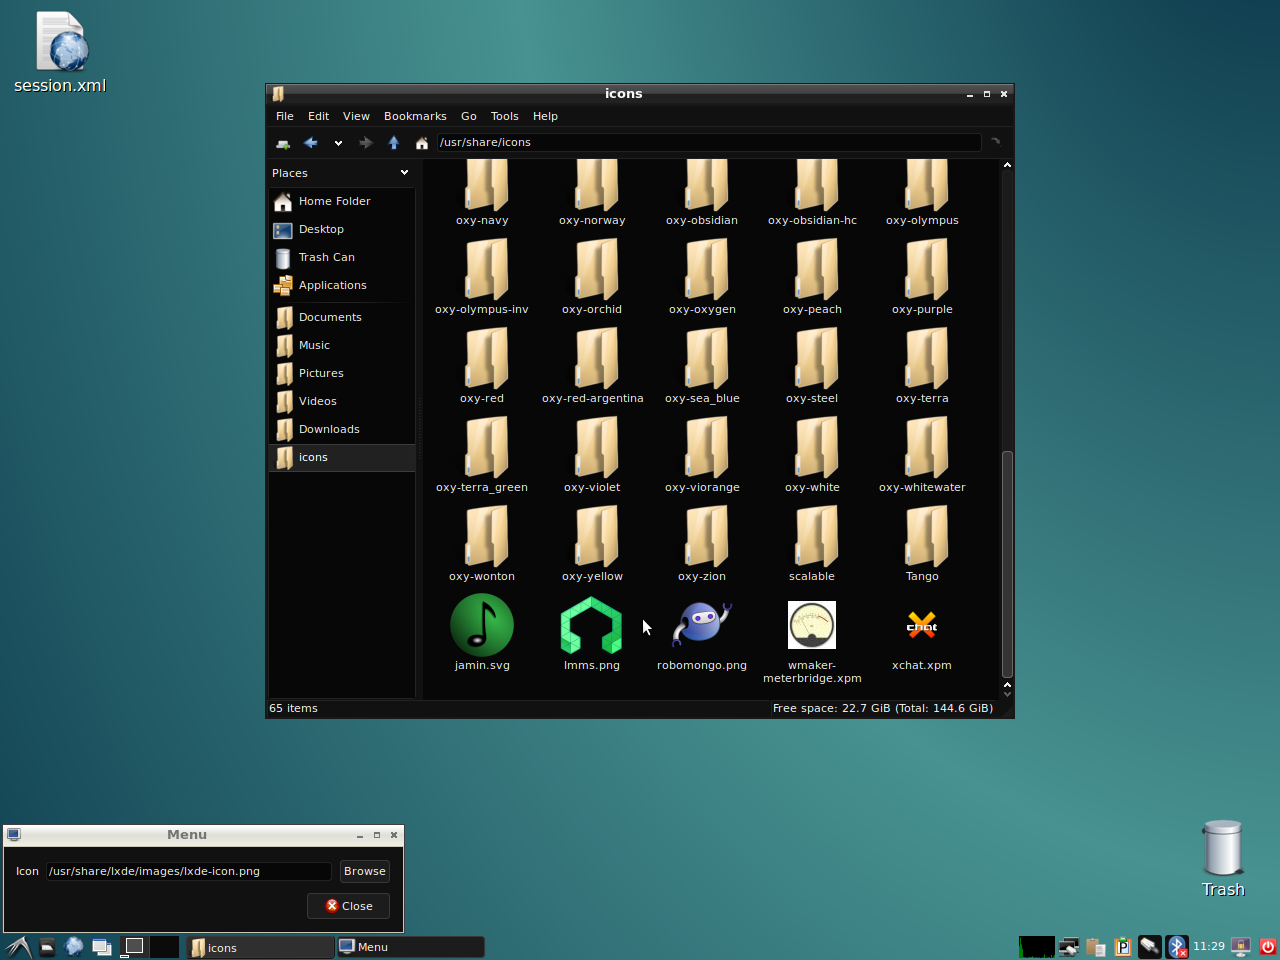 session.xml
icons
File Edit View Bookmarks Go Tools Help
/usr/share/icons
Places
Home Folder
Desktop
Trash Can
Applications
Documents
Music
Pictures
Videos
Downloads
icons
oxy-navy oxy-norway oxy-obsidian oxy-obsidian-hc oxy-olympus
oxy-olympus-inv oxy-orchid oxy-oxygen oxy-peach oxy-purple
oxy-red oxy-red-argentina oxy-sea_blue oxy-steel oxy-terra
oxy-terra_green oxy-violet oxy-viorange oxy-white oxy-whitewater
oxy-wonton oxy-yellow oxy-zion scalable Tango
chat
jamin.svg lmms.png robomongo.png wmaker-meterbridge.xpm xchat.xpm
65 items Free space: 22.7 GiB (Total: 144.6 GiB)
Menu
Icon /usr/share/lxde/images/lxde-icon.png Browse
Close
Trash
icons Menu 11:29